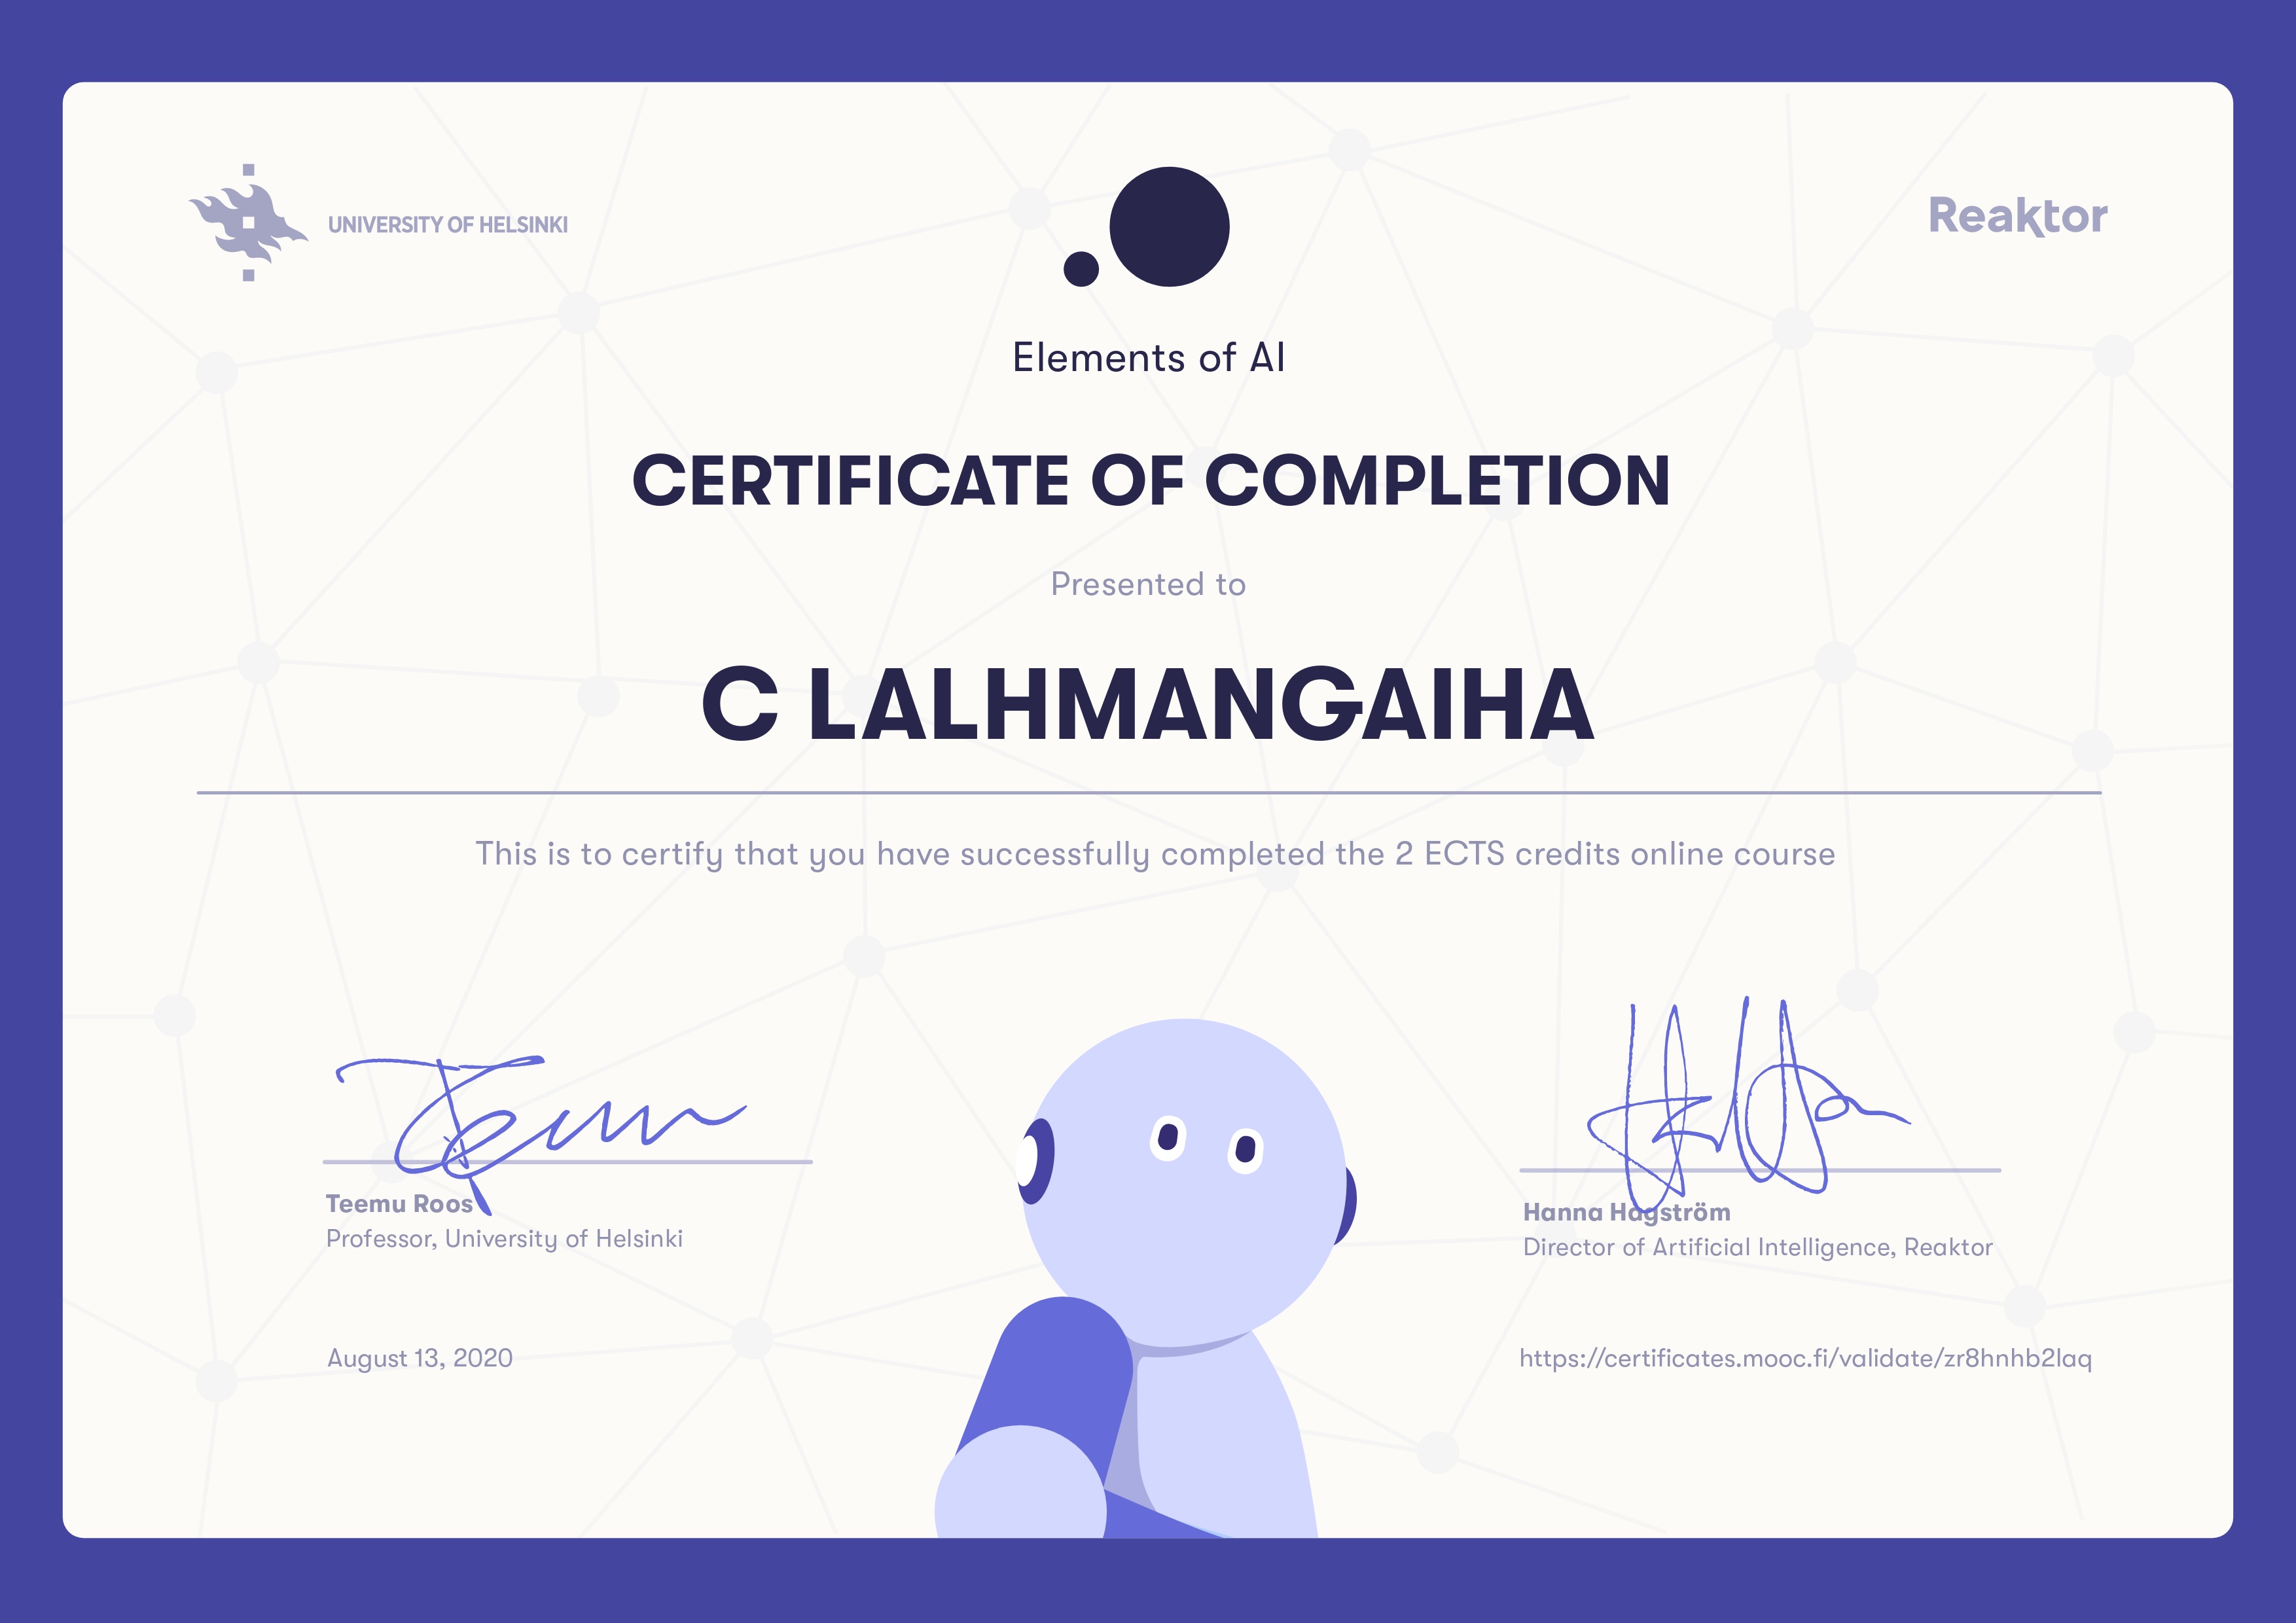 UNIVERSITY OF HELSINKI
Reaktor
Elements of AI
CERTIFICATE OF COMPLETION
Presented to
C LALHMANGAIHA
This is to certify that you have successfully completed the 2 ECTS credits online course
Teemu Roos
Professor, University of Helsinki
Hanna Hagström
Director of Artificial Intelligence, Reaktor
August 13, 2020
https://certificates.mooc.fi/validate/zr8hnhb2laq